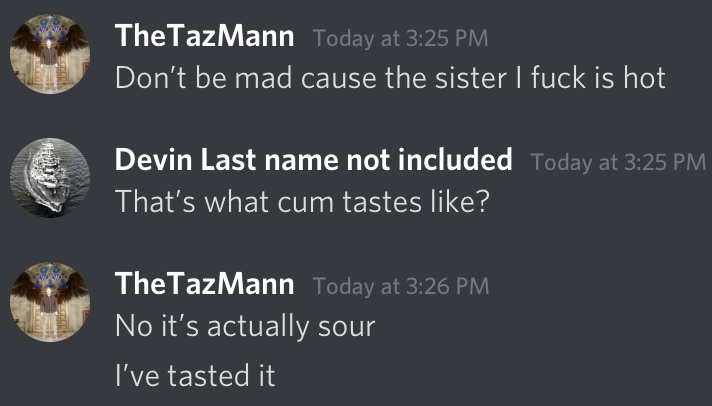 TheTazMann Today at 3:25 PM
Don't be mad cause the sister I fuck is hot
Devin Last name not included Today at 3:25 PM
That's what cum tastes like?
TheTazMann Today at 3:26 PM
No it's actually sour
I've tasted it